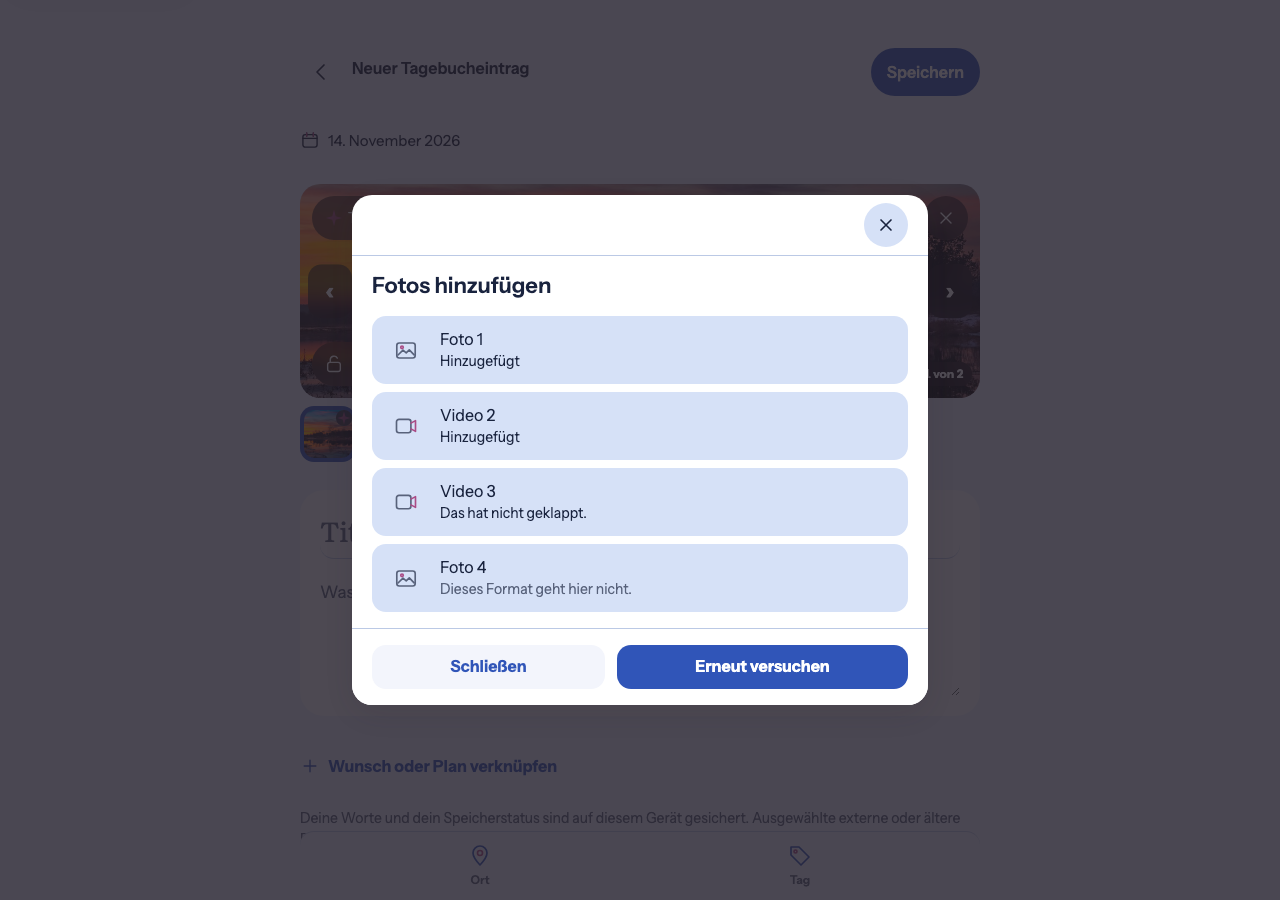 Neuer Tagebucheintrag
Speichern
14. November 2026
Fotos hinzufügen
Foto 1
Hinzugefügt
Video 2
Hinzugefügt
Video 3
Das hat nicht geklappt.
Foto 4
Dieses Format geht hier nicht.
von 2
Schließen
Erneut versuchen
Wunsch oder Plan verknüpfen
Deine Worte und dein Speicherstatus sind auf diesem Gerät gesichert. Ausgewählte externe oder ältere
Ort
Tag